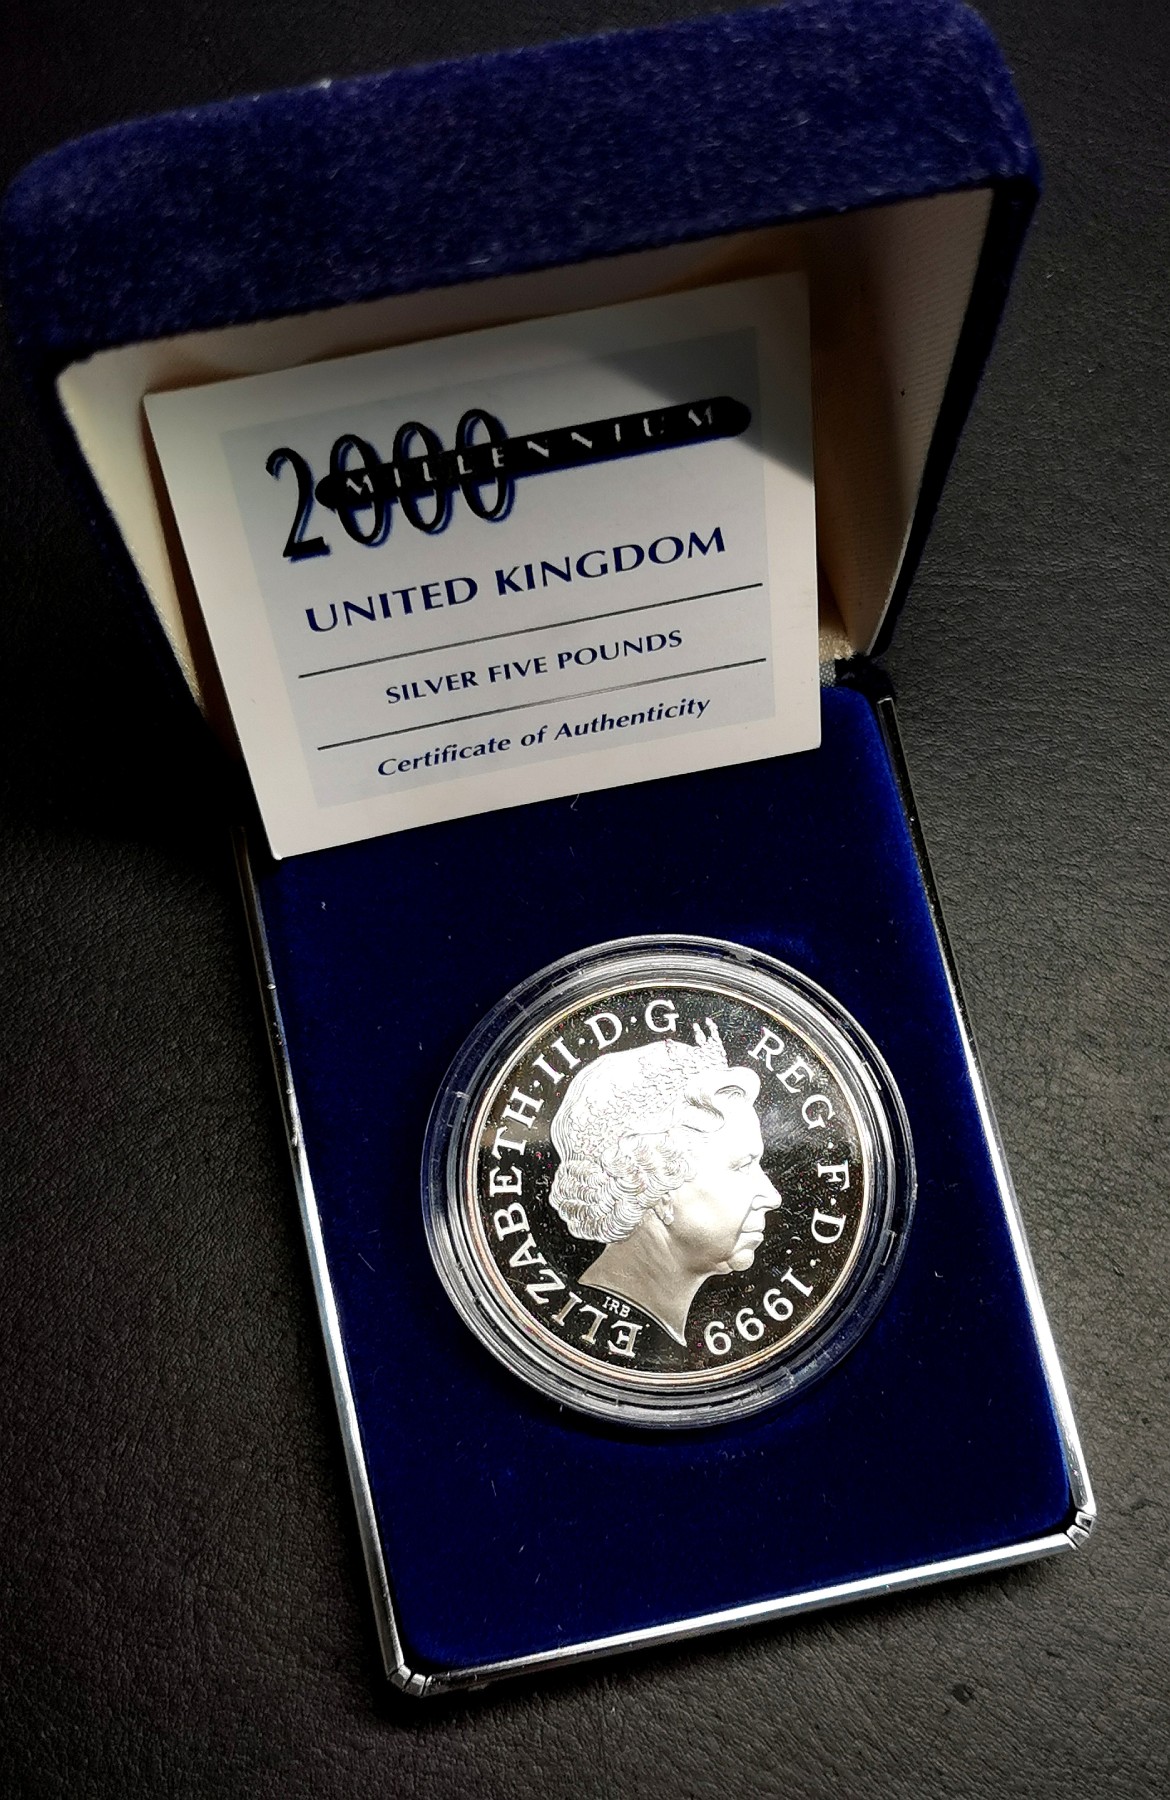 2000
MILLENNIUM
UNITED KINGDOM
SILVER FIVE POUNDS
Certificate of Authenticity
ELIZABETH·II·D·G REG·F·D·1999
IRB